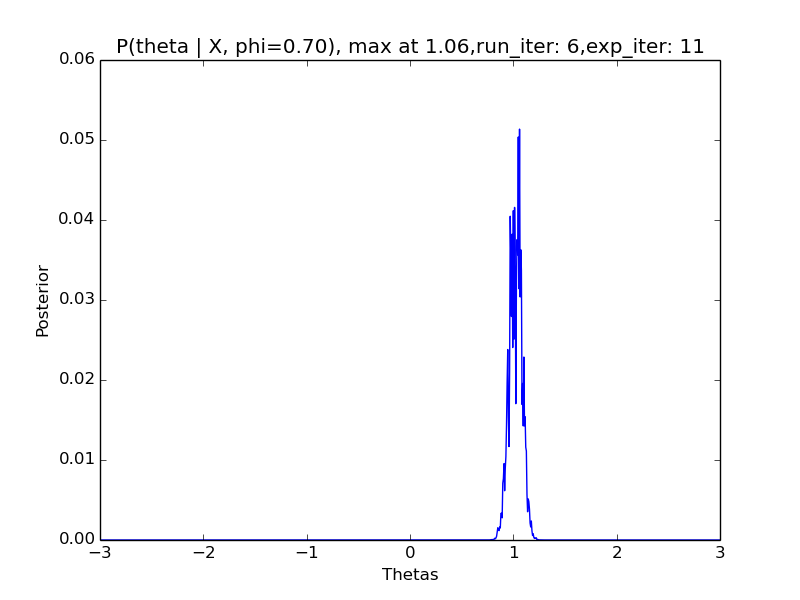 P(theta | X, phi=0.70), max at 1.06,run_iter: 6,exp_iter: 11
0.06
0.05
0.04
0.03
0.02
0.01
0.00
Posterior
−3 −2 −1 0 1 2 3
Thetas